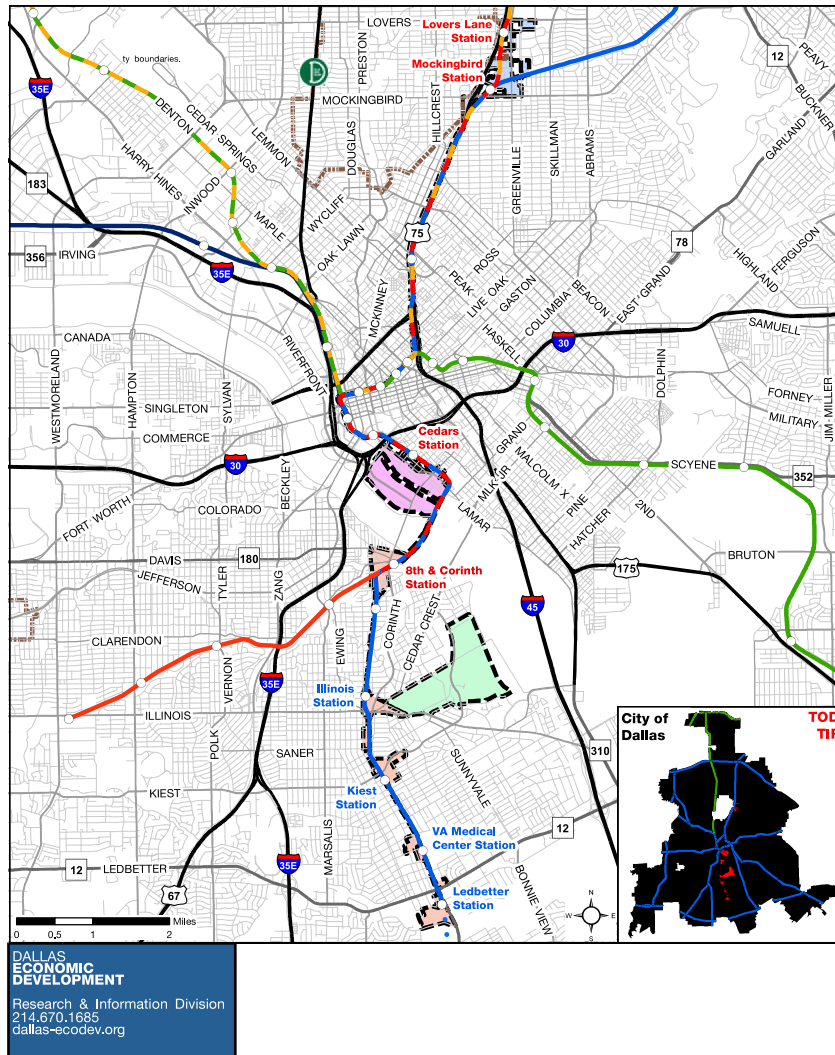 LOVERS
Lovers Lane
Station
PRESTON
12
PEAVY
ty boundaries.
Mockingbird
Station
BUCKNER
35E
CEDAR SPRINGS
DENTON
LEMMON
MOCKINGBIRD
DOUGLAS
HILLCREST
GREENVILLE
SKILLMAN
ABRAMS
GARLAND
HARRY HINES
INWOOD
183
MAPLE
WYCLIFF
OAK LAWN
75
78
HIGHLAND
FERGUSON
356
IRVING
35E
ROSS
PEAK
LIVE OAK
GASTON
COLUMBIA
BEACON
EAST GRAND
MCKINNEY
HASKELL
SAMUELL
CANADA
RIVERFRONT
30
DOLPHIN
WESTMORELAND
HAMPTON
SYLVAN
SINGLETON
COMMERCE
FORNEY
MILITARY
JIM MILLER
Cedars
Station
GRAND
MALCOLM X
30
BECKLEY
MLK JR
SCYENE
352
FORT WORTH
COLORADO
LAMAR
PINE
HATCHER
2ND
DAVIS
180
BRUTON
JEFFERSON
TYLER
ZANG
8th & Corinth
Station
175
45
CLARENDON
EWING
CORINTH
CEDAR CREST
VERNON
35E
Illinois
Station
ILLINOIS
POLK
SANER
SUNNYVALE
310
City of
Dallas
TOD
TIF
KIEST
Kiest
Station
MARSALIS
VA Medical
Center Station
12
12
LEDBETTER
35E
67
Ledbetter
Station
BONNIE VIEW
N
W
E
S
Miles
0
0.5
1
2
DALLAS
ECONOMIC
DEVELOPMENT
Research & Information Division
214.670.1685
dallas-ecodev.org